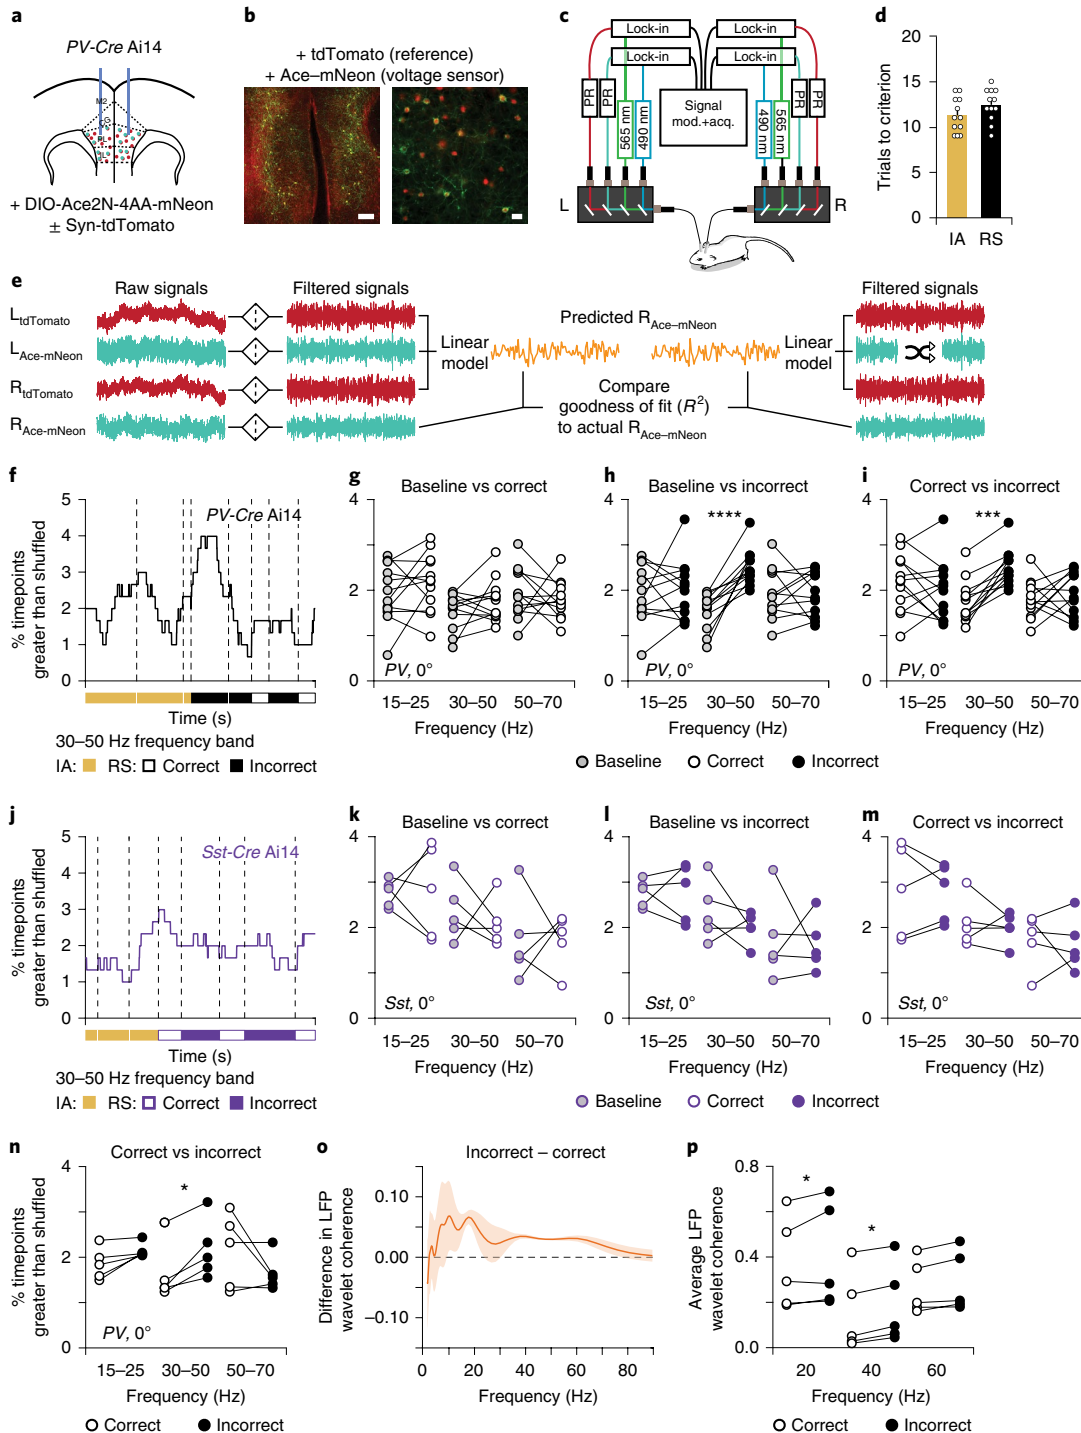 a
PV-Cre Ai14
M2
+ DIO-Ace2N-4AA-mNeon
± Syn-tdTomato
b
+ tdTomato (reference)
+ Ace–mNeon (voltage sensor)
c
Lock-in
Lock-in
Lock-in
Lock-in
PR
PR
565 nm
490 nm
Signal
mod.+acq.
490 nm
565 nm
PR
PR
L
R
d
Trials to criterion
20
15
10
5
0
IA
RS
e
Raw signals
Filtered signals
Filtered signals
L tdTomato
L Ace-mNeon
R tdTomato
R Ace-mNeon
Linear
model
Predicted R Ace–mNeon
Compare
goodness of fit (R²)
to actual R Ace–mNeon
Linear
model
f
% timepoints
greater than shuffled
5
4
3
2
1
0
PV-Cre Ai14
Time (s)
30–50 Hz frequency band
IA: RS: Correct Incorrect
g
Baseline vs correct
4
2
0
PV, 0°
15–25 30–50 50–70
Frequency (Hz)
h
Baseline vs incorrect
****
4
2
0
PV, 0°
15–25 30–50 50–70
Frequency (Hz)
i
Correct vs incorrect
***
4
2
0
PV, 0°
15–25 30–50 50–70
Frequency (Hz)
Baseline Correct Incorrect
j
% timepoints
greater than shuffled
5
4
3
2
1
0
Sst-Cre Ai14
Time (s)
30–50 Hz frequency band
IA: RS: Correct Incorrect
k
Baseline vs correct
4
2
0
Sst, 0°
15–25 30–50 50–70
Frequency (Hz)
l
Baseline vs incorrect
4
2
0
Sst, 0°
15–25 30–50 50–70
Frequency (Hz)
m
Correct vs incorrect
4
2
0
Sst, 0°
15–25 30–50 50–70
Frequency (Hz)
Baseline Correct Incorrect
n
Correct vs incorrect
% timepoints
greater than shuffled
4
2
0
*
PV, 0°
15–25 30–50 50–70
Frequency (Hz)
Correct Incorrect
o
Incorrect – correct
Difference in LFP
wavelet coherence
0.10
0.00
–0.10
0 20 40 60 80
Frequency (Hz)
p
Average LFP
wavelet coherence
0.8
0.4
0.0
*
*
20 40 60
Frequency (Hz)
Correct Incorrect